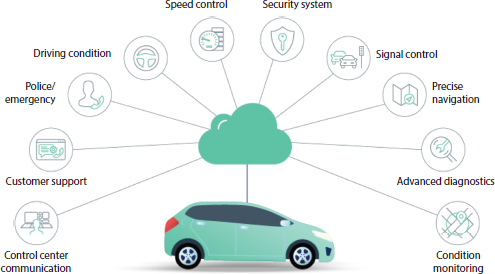 Speed control
Security system
Driving condition
Signal control
Police/
emergency
Precise
navigation
Customer support
Advanced diagnostics
Control center
communication
Condition
monitoring